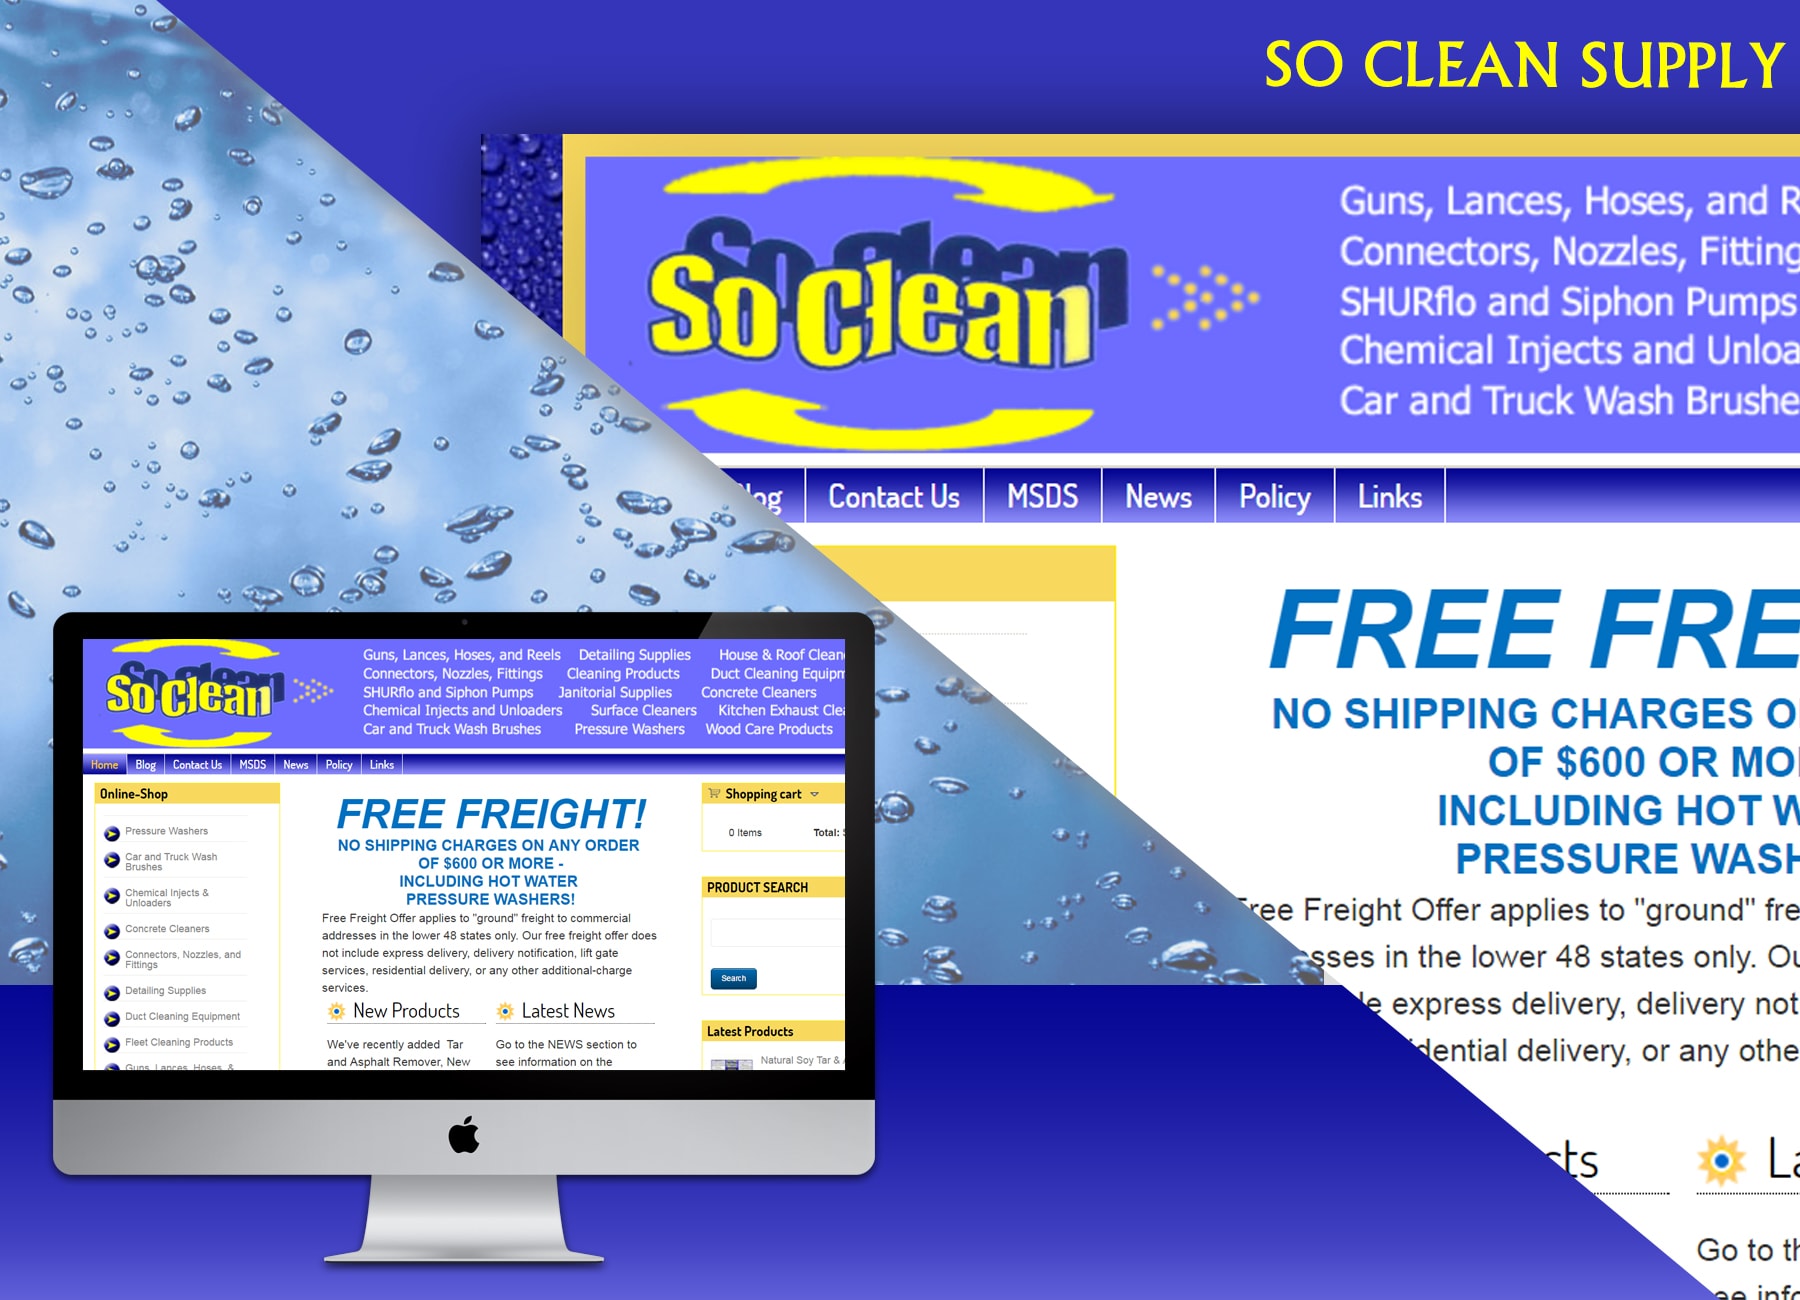 SO CLEAN SUPPLY
So Clean
Guns, Lances, Hoses, and R
Connectors, Nozzles, Fitting
SHURflo and Siphon Pumps
Chemical Injects and Unloa
Car and Truck Wash Brushe
Contact Us MSDS News Policy Links
FREE FRE
NO SHIPPING CHARGES O
OF $600 OR MO
INCLUDING HOT W
PRESSURE WASH
Free Freight Offer applies to "ground" fre
sses in the lower 48 states only. Ou
e express delivery, delivery not
idential delivery, or any othe
cts La
Go to th
ee info
So Clean
Guns, Lances, Hoses, and Reels Detailing Supplies House & Roof Clean
Connectors, Nozzles, Fittings Cleaning Products Duct Cleaning Equipm
SHURflo and Siphon Pumps Janitorial Supplies Concrete Cleaners
Chemical Injects and Unloaders Surface Cleaners Kitchen Exhaust Clea
Car and Truck Wash Brushes Pressure Washers Wood Care Products
Home Blog Contact Us MSDS News Policy Links
Online-Shop
Pressure Washers
Car and Truck Wash
Brushes
Chemical Injects &
Unloaders
Concrete Cleaners
Connectors, Nozzles, and
Fittings
Detailing Supplies
Duct Cleaning Equipment
Fleet Cleaning Products
Guns, Lances, Hoses, &
FREE FREIGHT!
NO SHIPPING CHARGES ON ANY ORDER
OF $600 OR MORE -
INCLUDING HOT WATER
PRESSURE WASHERS!
Free Freight Offer applies to "ground" freight to commercial
addresses in the lower 48 states only. Our free freight offer does
not include express delivery, delivery notification, lift gate
services, residential delivery, or any other additional-charge
services.
New Products
We've recently added Tar
and Asphalt Remover, New
Latest News
Go to the NEWS section to
see information on the
Shopping cart
0 Items Total:
PRODUCT SEARCH
Search
Latest Products
Natural Soy Tar &